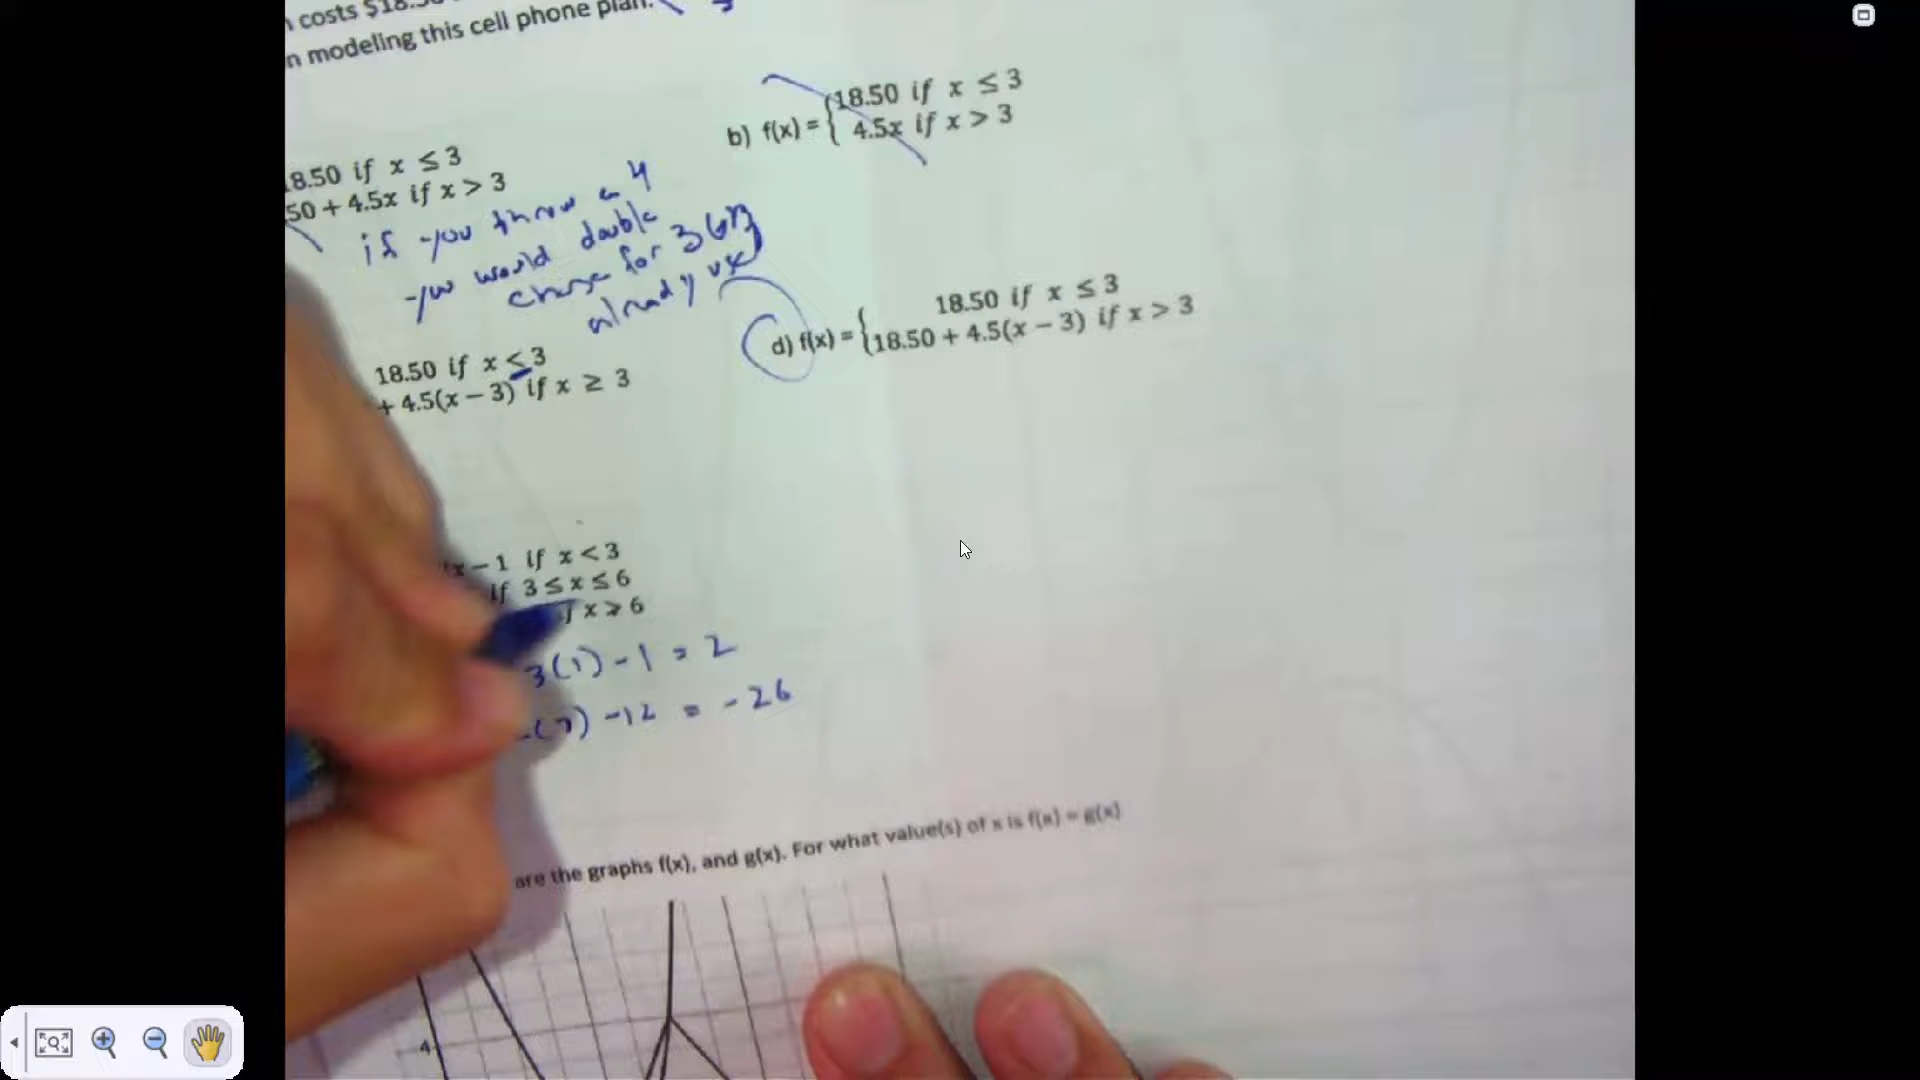 costs $18.50
n modeling this cell phone plan.
18.50 if x ≤ 3
50 + 4.5x if x > 3
if you throw a 4
you would double
charge for 3 GB
already
b) f(x) = { 18.50 if x ≤ 3
4.5x if x > 3
18.50 if x ≤ 3
+ 4.5(x − 3) if x ≥ 3
d) f(x) = { 18.50 if x ≤ 3
18.50 + 4.5(x − 3) if x > 3
x − 1 if x < 3
if 3 ≤ x ≤ 6
if x > 6
3(1) - 1 = 2
(7) - 12 = - 26
are the graphs f(x), and g(x). For what value(s) of x is f(x) = g(x)
4